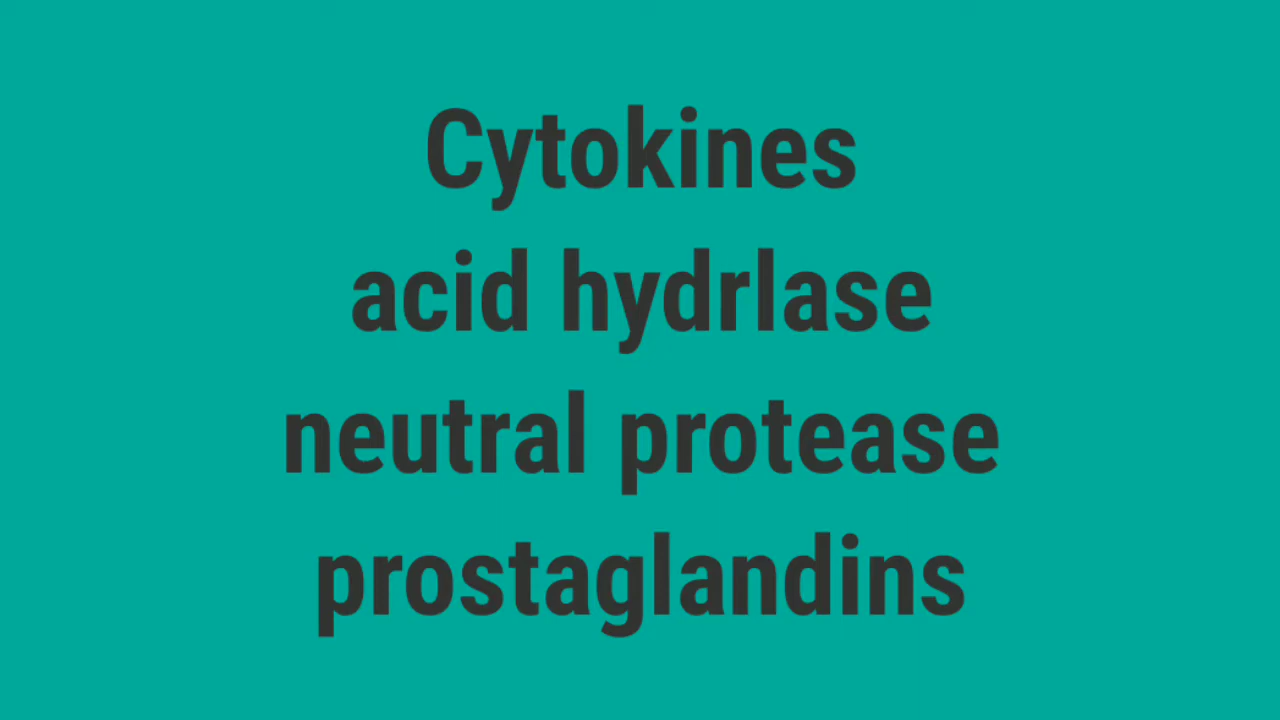 Cytokines
acid hydrlase
neutral protease
prostaglandins